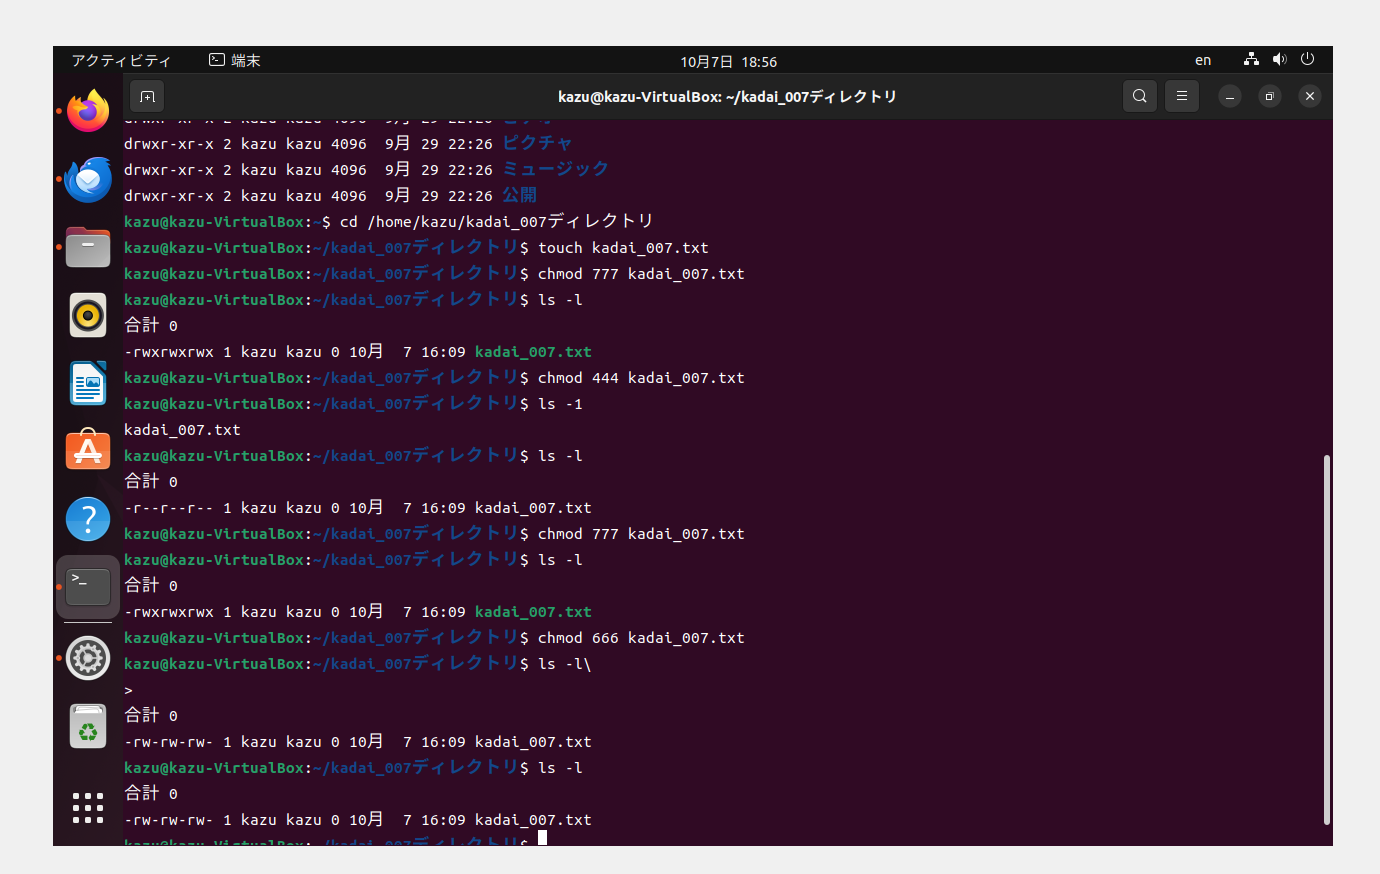 アクティビティ 端末 10月7日 18:56 en
kazu@kazu-VirtualBox: ~/kadai_007ディレクトリ
drwxr-xr-x 2 kazu kazu 4096  9月 29 22:26 ビデオ
drwxr-xr-x 2 kazu kazu 4096  9月 29 22:26 ピクチャ
drwxr-xr-x 2 kazu kazu 4096  9月 29 22:26 ミュージック
drwxr-xr-x 2 kazu kazu 4096  9月 29 22:26 公開
kazu@kazu-VirtualBox:~$ cd /home/kazu/kadai_007ディレクトリ
kazu@kazu-VirtualBox:~/kadai_007ディレクトリ$ touch kadai_007.txt
kazu@kazu-VirtualBox:~/kadai_007ディレクトリ$ chmod 777 kadai_007.txt
kazu@kazu-VirtualBox:~/kadai_007ディレクトリ$ ls -l
合計 0
-rwxrwxrwx 1 kazu kazu 0 10月  7 16:09 kadai_007.txt
kazu@kazu-VirtualBox:~/kadai_007ディレクトリ$ chmod 444 kadai_007.txt
kazu@kazu-VirtualBox:~/kadai_007ディレクトリ$ ls -1
kadai_007.txt
kazu@kazu-VirtualBox:~/kadai_007ディレクトリ$ ls -l
合計 0
-r--r--r-- 1 kazu kazu 0 10月  7 16:09 kadai_007.txt
kazu@kazu-VirtualBox:~/kadai_007ディレクトリ$ chmod 777 kadai_007.txt
kazu@kazu-VirtualBox:~/kadai_007ディレクトリ$ ls -l
合計 0
-rwxrwxrwx 1 kazu kazu 0 10月  7 16:09 kadai_007.txt
kazu@kazu-VirtualBox:~/kadai_007ディレクトリ$ chmod 666 kadai_007.txt
kazu@kazu-VirtualBox:~/kadai_007ディレクトリ$ ls -l\
>
合計 0
-rw-rw-rw- 1 kazu kazu 0 10月  7 16:09 kadai_007.txt
kazu@kazu-VirtualBox:~/kadai_007ディレクトリ$ ls -l
合計 0
-rw-rw-rw- 1 kazu kazu 0 10月  7 16:09 kadai_007.txt
kazu@kazu-VirtualBox:~/kadai_007ディレクトリ$